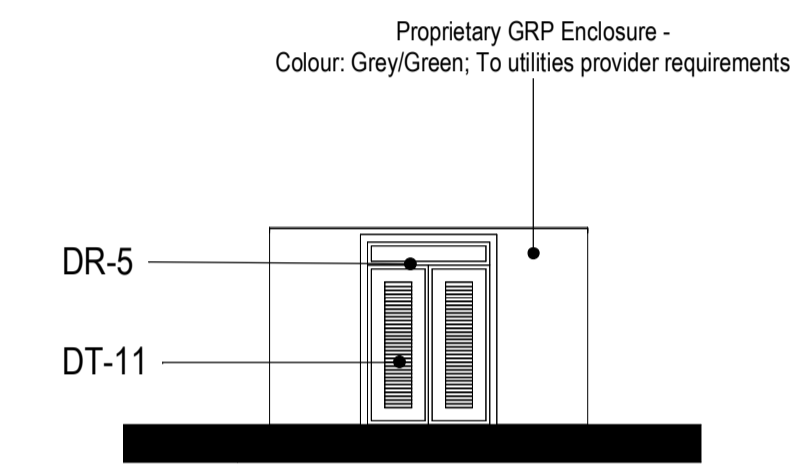 Proprietary GRP Enclosure -
Colour: Grey/Green; To utilities provider requirements
DR-5
DT-11